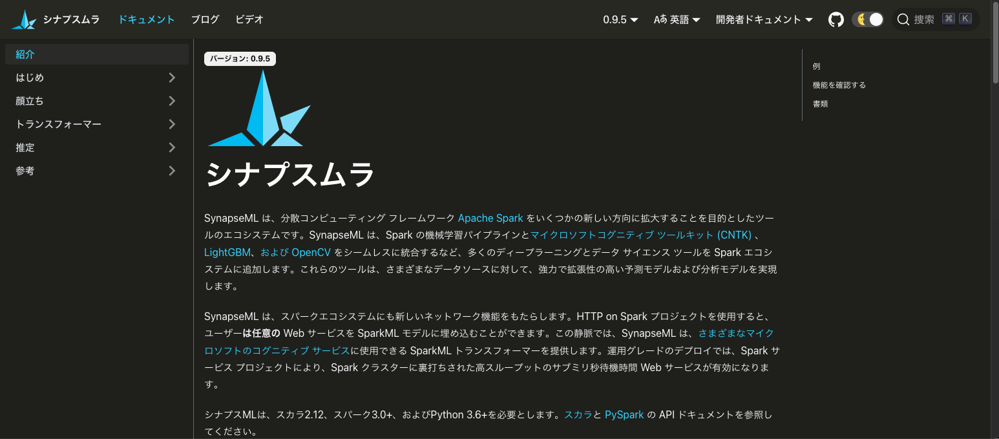 シナプスムラ ドキュメント ブログ ビデオ 0.9.5 Aあ 英語 開発者ドキュメント 搜索 ⌘ K
紹介
はじめ
顔立ち
トランスフォーマー
推定
参考
バージョン: 0.9.5
シナプスムラ
SynapseML は、分散コンピューティング フレームワーク Apache Spark をいくつかの新しい方向に拡大することを目的としたツー
ルのエコシステムです。SynapseML は、Spark の機械学習パイプラインとマイクロソフトコグニティブ ツールキット (CNTK) 、
LightGBM、および OpenCV をシームレスに統合するなど、多くのディープラーニングとデータ サイエンス ツールを Spark エコシ
ステムに追加します。これらのツールは、さまざまなデータソースに対して、強力で拡張性の高い予測モデルおよび分析モデルを実現
します。
SynapseML は、スパークエコシステムにも新しいネットワーク機能をもたらします。HTTP on Spark プロジェクトを使用すると、
ユーザーは任意の Web サービスを SparkML モデルに埋め込むことができます。この静脈では、SynapseML は、さまざまなマイク
ロソフトのコグニティブ サービスに使用できる SparkML トランスフォーマーを提供します。運用グレードのデプロイでは、Spark サ
ービス プロジェクトにより、Spark クラスターに裏打ちされた高スループットのサブミリ秒待機時間 Web サービスが有効になりま
す。
シナプスMLは、スカラ2.12、スパーク3.0+、およびPython 3.6+を必要とします。スカラと PySpark の API ドキュメントを参照し
てください。
例
機能を確認する
書類